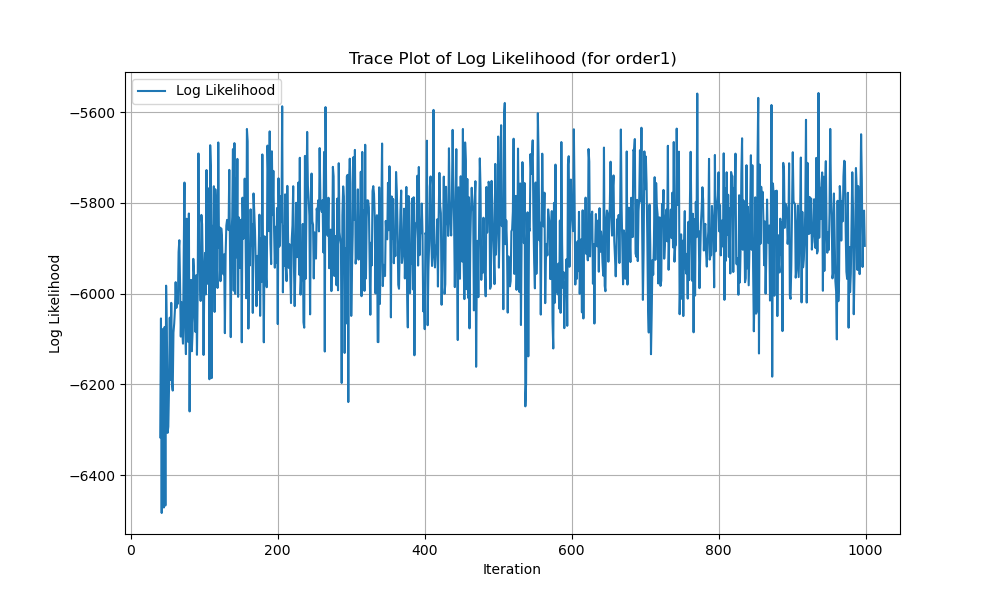 Trace Plot of Log Likelihood (for order1)
Log Likelihood
−5600
−5800
−6000
−6200
−6400
Log Likelihood
0 200 400 600 800 1000
Iteration